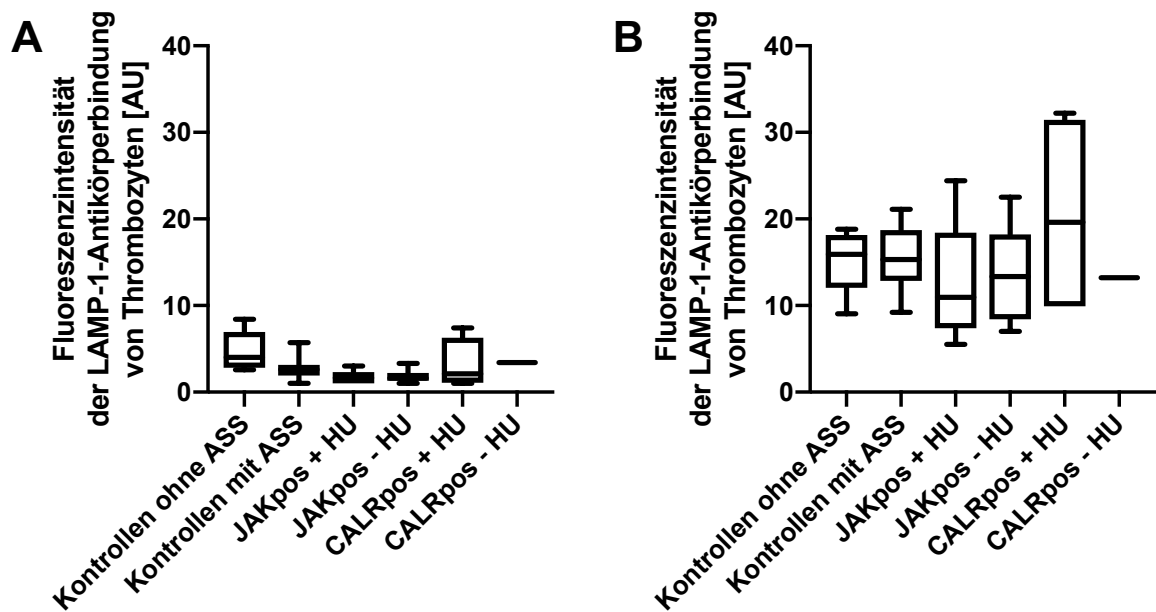 A
Fluoreszenzintensität
der LAMP-1-Antikörperbindung
von Thrombozyten [AU]
40
30
20
10
0
Kontrollen ohne ASS
Kontrollen mit ASS
JAKpos + HU
JAKpos - HU
CALRpos + HU
CALRpos - HU
B
Fluoreszenzintensität
der LAMP-1-Antikörperbindung
von Thrombozyten [AU]
40
30
20
10
0
Kontrollen ohne ASS
Kontrollen mit ASS
JAKpos + HU
JAKpos - HU
CALRpos + HU
CALRpos - HU